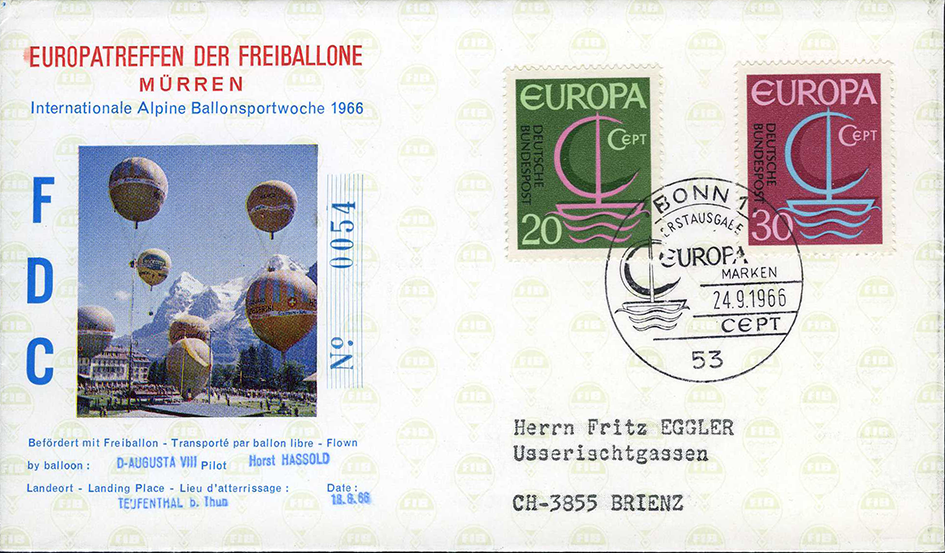 EUROPATREFFEN DER FREIBALLONE
MÜRREN
Internationale Alpine Ballonsportwoche 1966
FDC
Nº 0054
Befördert mit Freiballon - Transporté par ballon libre - Flown
by balloon : D-AUGUSTA VIII Pilot Horst HASSOLD
Landeort - Landing Place - Lieu d'atterrissage : Date :
TEUFENTHAL b. Thun 18.6.66
EUROPA
CEPT
DEUTSCHE
BUNDESPOST
20
EUROPA
CEPT
DEUTSCHE
BUNDESPOST
30
BONN 1
ERSTAUSGABE
EUROPA
MARKEN
24.9.1966
CEPT
53
Herrn Fritz EGGLER
Usserischtgassen
CH-3855 BRIENZ